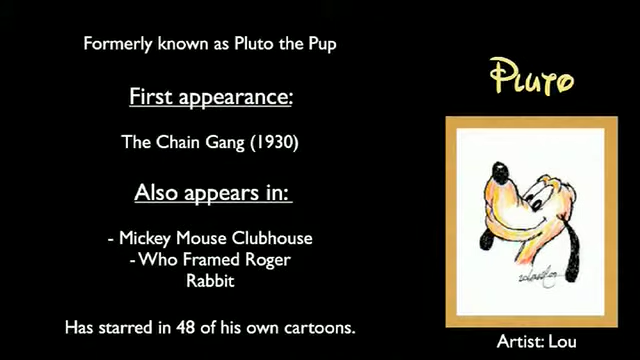 Formerly known as Pluto the Pup
Pluto
First appearance:
The Chain Gang (1930)
Also appears in:
- Mickey Mouse Clubhouse
- Who Framed Roger
Rabbit
Has starred in 48 of his own cartoons.
Artist: Lou